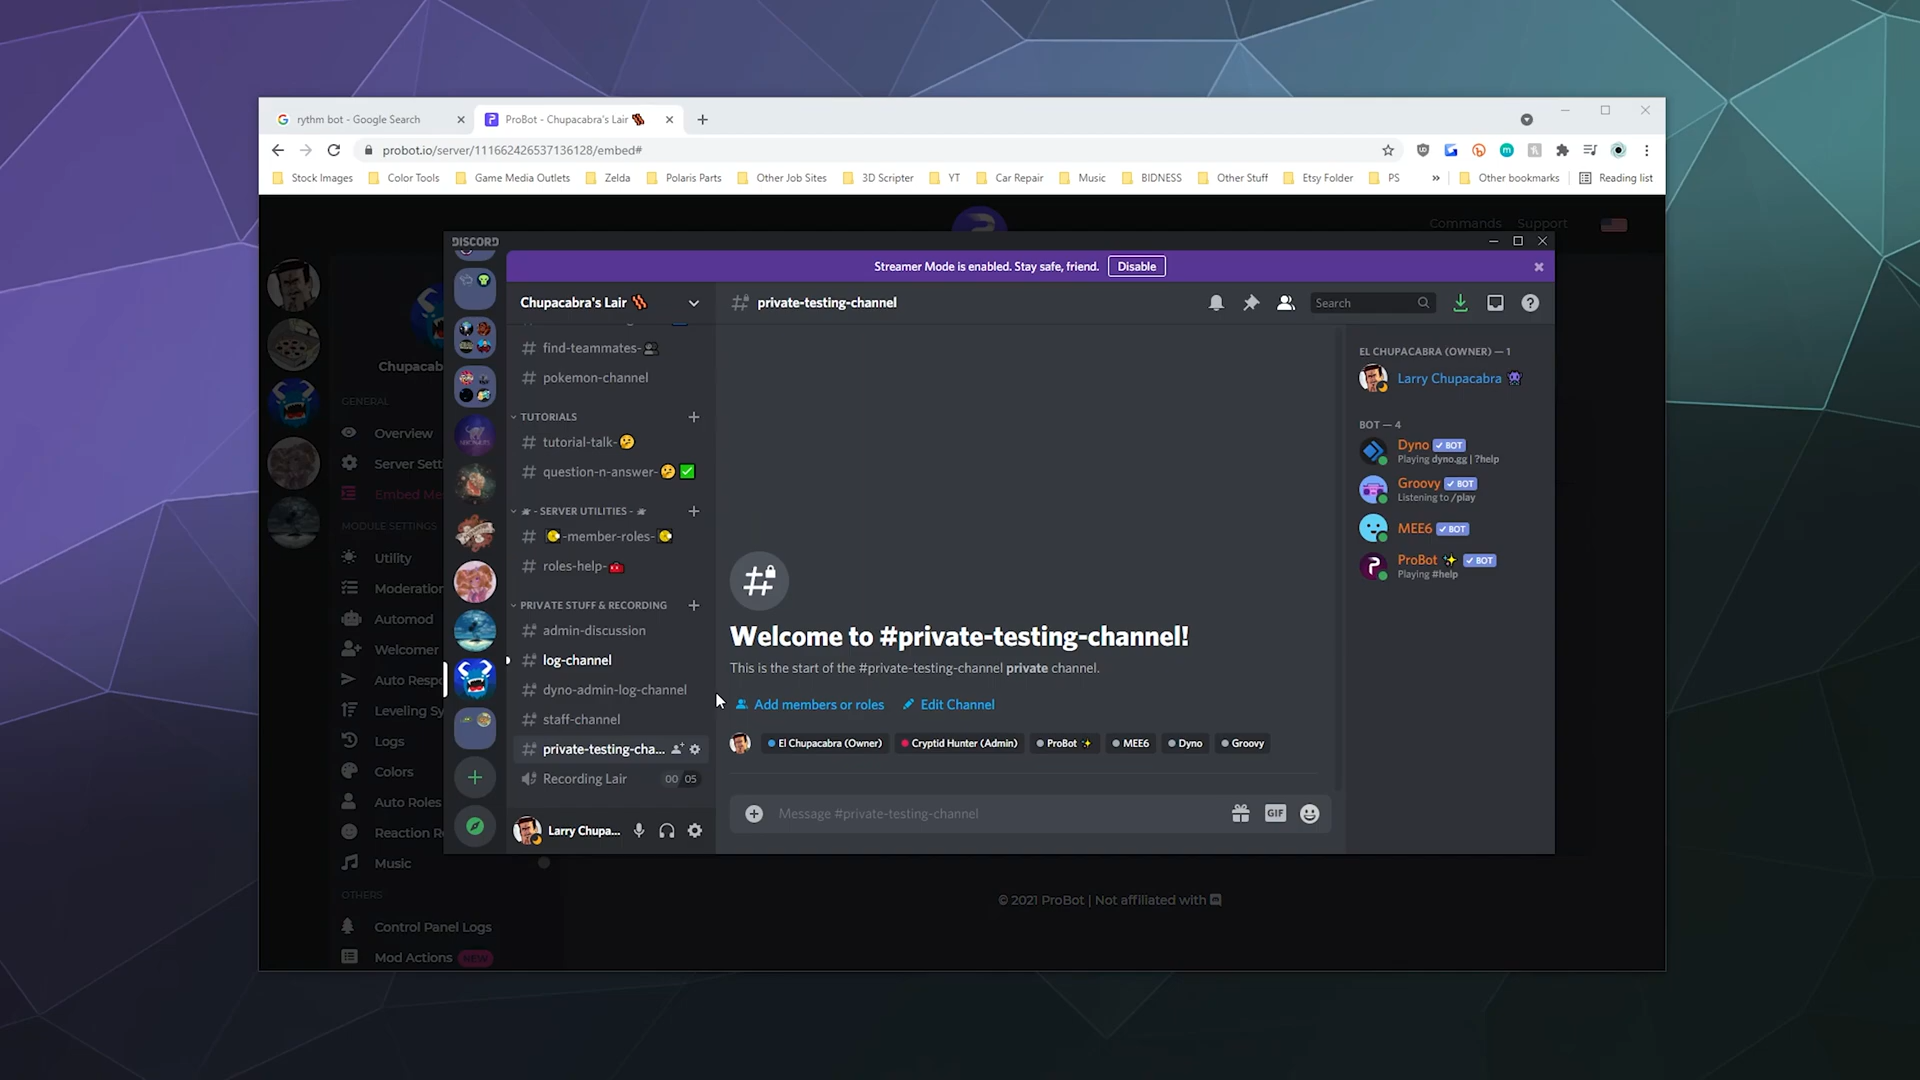 rythm bot - Google Search
ProBot - Chupacabra's Lair
probot.io/server/111662426537136128/embed#
Stock Images
Color Tools
Game Media Outlets
Zelda
Polaris Parts
Other Job Sites
3D Scripter
YT
Car Repair
Music
BIDNESS
Other Stuff
Etsy Folder
PS
»
Other bookmarks
Reading list
Commands
Support
Chupacab
GENERAL
Overview
Server Sett
Embed Me
MODULE SETTINGS
Utility
Moderation
Automod
Welcomer
Auto Resp
Leveling Sy
Logs
Colors
Auto Roles
Reaction R
Music
OTHERS
Control Panel Logs
Mod Actions NEW
© 2021 ProBot | Not affiliated with
DISCORD
Streamer Mode is enabled. Stay safe, friend. Disable
Chupacabra's Lair
find-teammates-
pokemon-channel
TUTORIALS
tutorial-talk-
question-n-answer-
- SERVER UTILITIES -
-member-roles-
roles-help-
PRIVATE STUFF & RECORDING
admin-discussion
log-channel
dyno-admin-log-channel
staff-channel
private-testing-cha...
Recording Lair 00 05
Larry Chupa...
private-testing-channel
Search
Welcome to #private-testing-channel!
This is the start of the #private-testing-channel private channel.
Add members or roles
Edit Channel
El Chupacabra (Owner)
Cryptid Hunter (Admin)
ProBot
MEE6
Dyno
Groovy
Message #private-testing-channel
GIF
EL CHUPACABRA (OWNER) — 1
Larry Chupacabra
BOT — 4
Dyno ✓ BOT
Playing dyno.gg | ?help
Groovy ✓ BOT
Listening to /play
MEE6 ✓ BOT
ProBot ✓ BOT
Playing #help